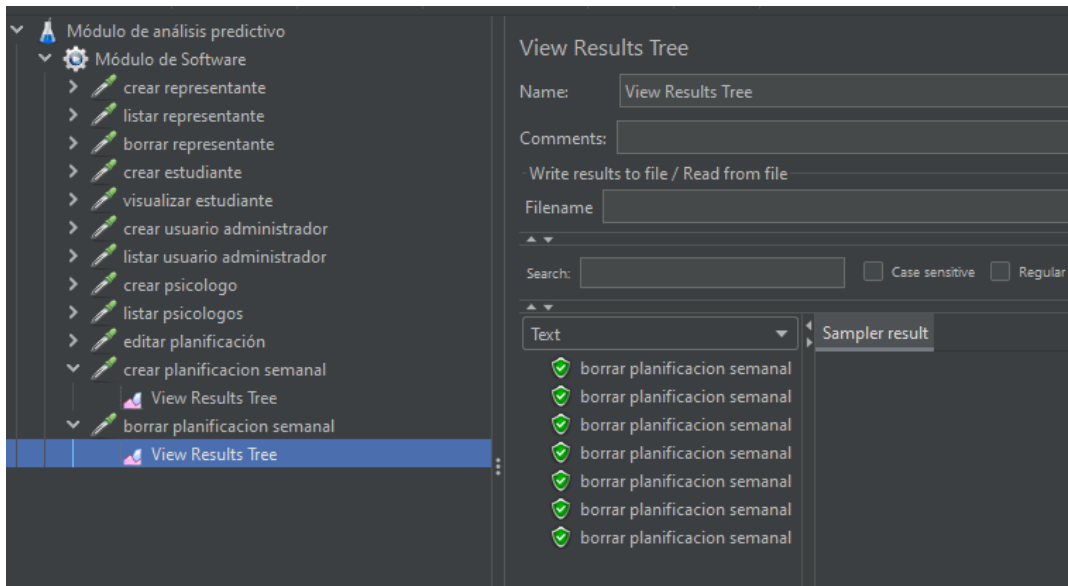 Módulo de análisis predictivo
Módulo de Software
crear representante
listar representante
borrar representante
crear estudiante
visualizar estudiante
crear usuario administrador
listar usuario administrador
crear psicologo
listar psicologos
editar planificación
crear planificacion semanal
View Results Tree
borrar planificacion semanal
View Results Tree
View Results Tree
Name: View Results Tree
Comments:
Write results to file / Read from file
Filename
Search: Case sensitive Regular
Text Sampler result
borrar planificacion semanal
borrar planificacion semanal
borrar planificacion semanal
borrar planificacion semanal
borrar planificacion semanal
borrar planificacion semanal
borrar planificacion semanal